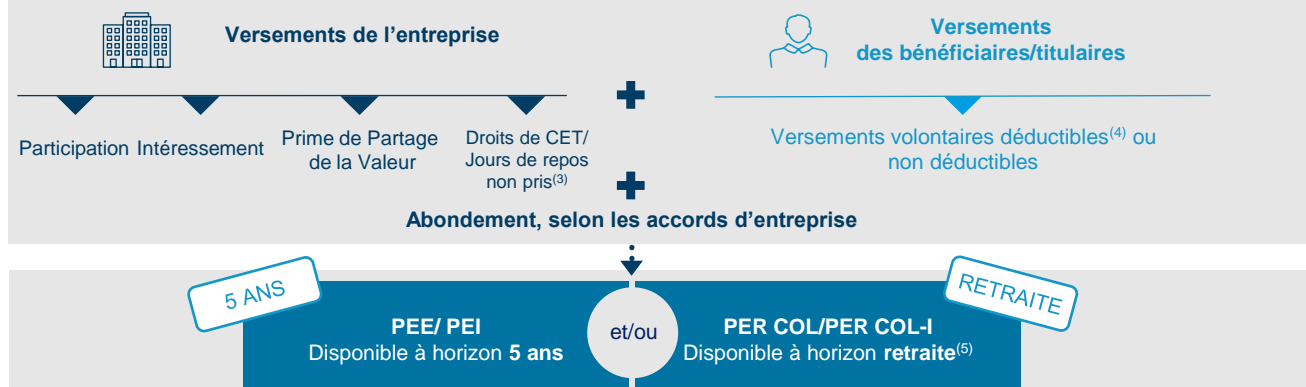 Versements de l'entreprise
Versements
des bénéficiaires/titulaires
Participation
Intéressement
Prime de Partage
de la Valeur
Droits de CET/
Jours de repos
non pris(3)
Versements volontaires déductibles(4) ou
non déductibles
Abondement, selon les accords d'entreprise
5 ANS
RETRAITE
PEE/ PEI
Disponible à horizon 5 ans
et/ou
PER COL/PER COL-I
Disponible à horizon retraite(5)